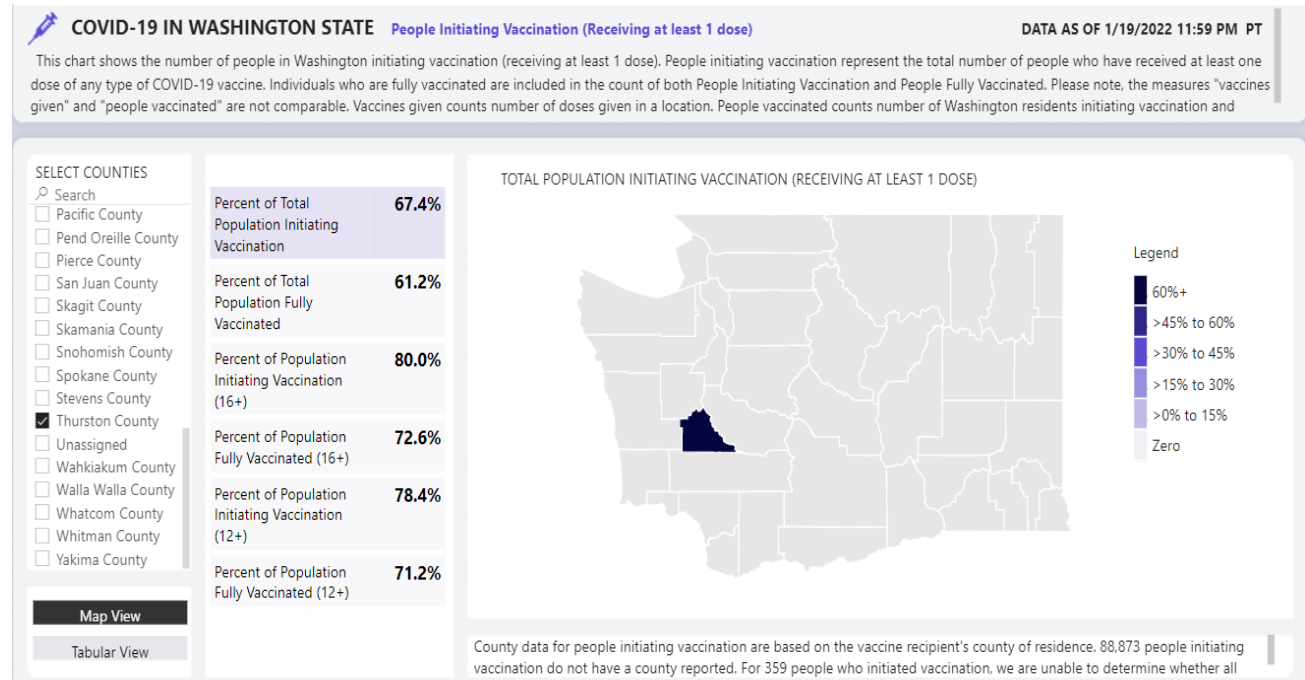 COVID-19 IN WASHINGTON STATE People Initiating Vaccination (Receiving at least 1 dose) DATA AS OF 1/19/2022 11:59 PM PT
This chart shows the number of people in Washington initiating vaccination (receiving at least 1 dose). People initiating vaccination represent the total number of people who have received at least one
dose of any type of COVID-19 vaccine. Individuals who are fully vaccinated are included in the count of both People Initiating Vaccination and People Fully Vaccinated. Please note, the measures "vaccines
given" and "people vaccinated" are not comparable. Vaccines given counts number of doses given in a location. People vaccinated counts number of Washington residents initiating vaccination and
SELECT COUNTIES
Search
Pacific County
Pend Oreille County
Pierce County
San Juan County
Skagit County
Skamania County
Snohomish County
Spokane County
Stevens County
Thurston County
Unassigned
Wahkiakum County
Walla Walla County
Whatcom County
Whitman County
Yakima County
Map View
Tabular View
Percent of Total 67.4%
Population Initiating
Vaccination
Percent of Total 61.2%
Population Fully
Vaccinated
Percent of Population 80.0%
Initiating Vaccination
(16+)
Percent of Population 72.6%
Fully Vaccinated (16+)
Percent of Population 78.4%
Initiating Vaccination
(12+)
Percent of Population 71.2%
Fully Vaccinated (12+)
TOTAL POPULATION INITIATING VACCINATION (RECEIVING AT LEAST 1 DOSE)
Legend
60%+
>45% to 60%
>30% to 45%
>15% to 30%
>0% to 15%
Zero
County data for people initiating vaccination are based on the vaccine recipient's county of residence. 88,873 people initiating
vaccination do not have a county reported. For 359 people who initiated vaccination, we are unable to determine whether all